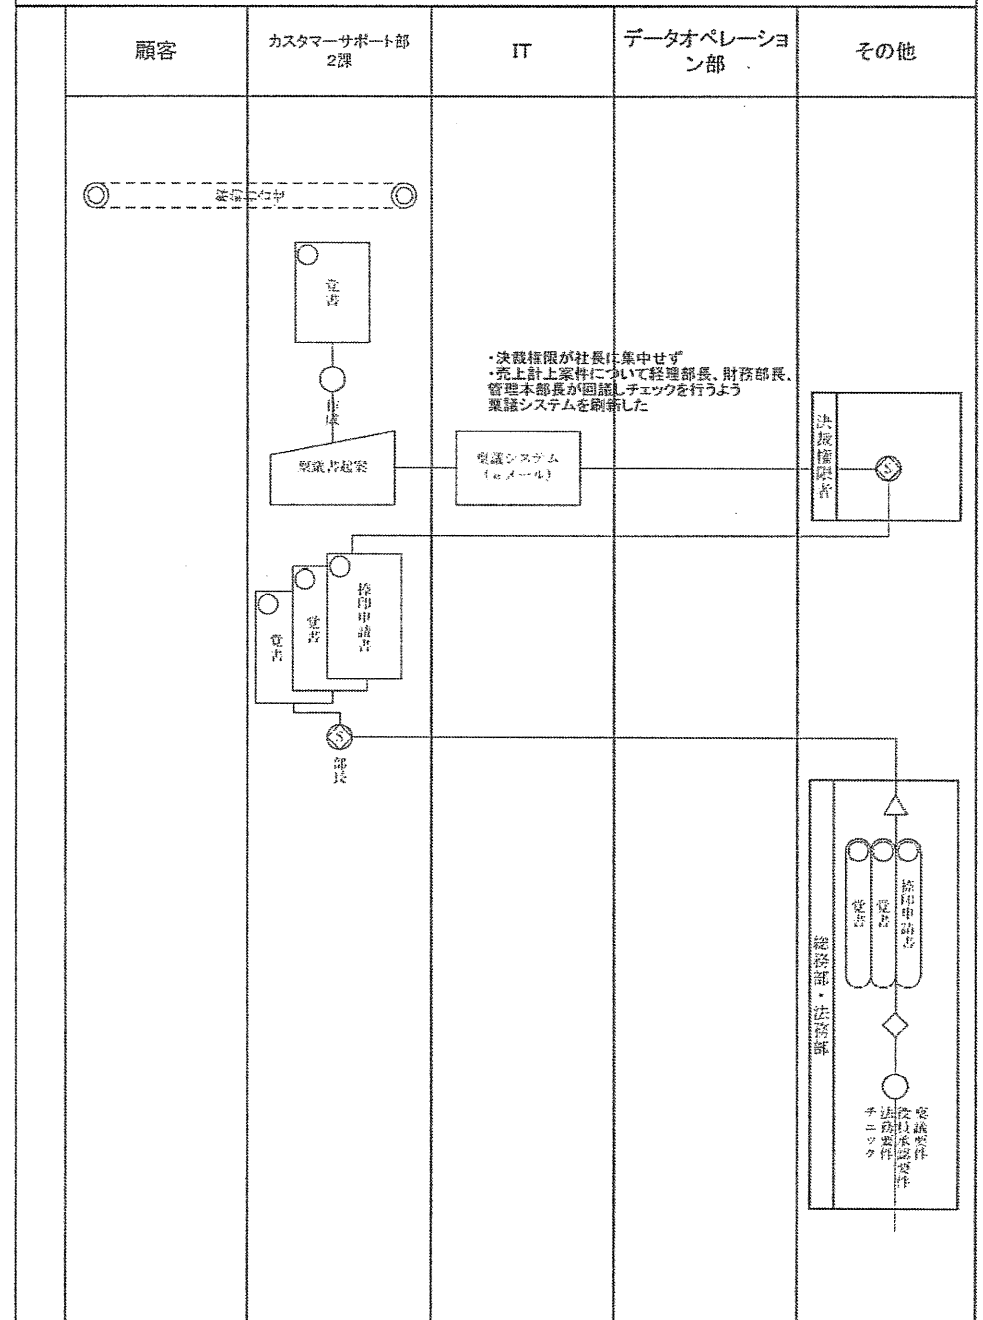 顧客
カスタマーサポート部
2課
IT
データオペレーショ
ン部
その他
覚書
作成
・決裁権限が社長に集中せず
・売上計上案件について経理部長、財務部長、
管理本部長が回議しチェックを行うよう
稟議システムを刷新した
稟議書起案
稟議システム
(eメール)
決裁権限者
S
捺印申請書
覚書
覚書
S
部長
総務部・法務部
捺印申請書
覚書
覚書
稟議要件
役員承認要件
法務要件
チェック